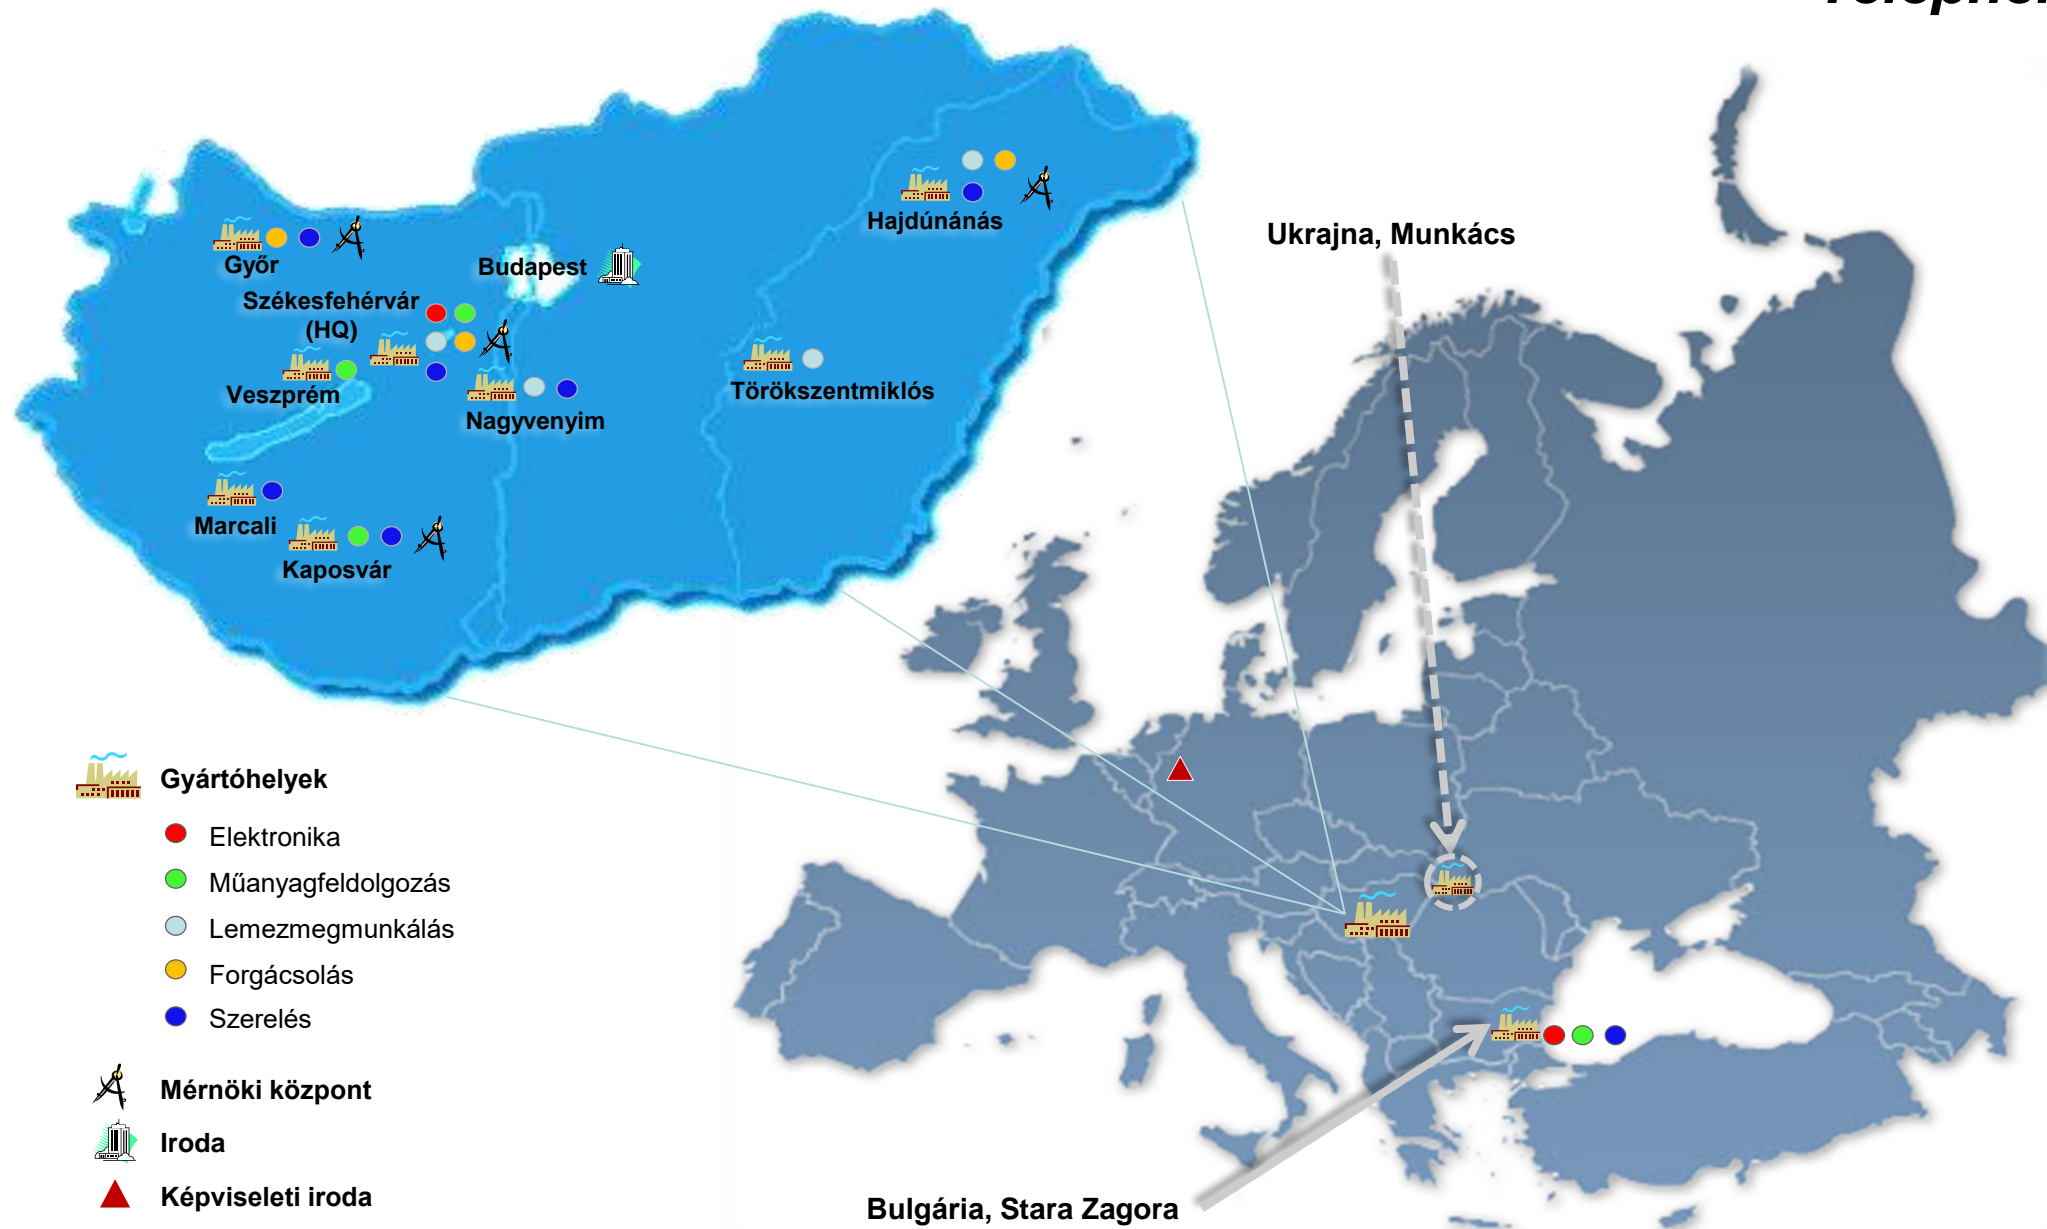 Hajdúnánás
Ukrajna, Munkács
Győr
Budapest
Székesfehérvár
(HQ)
Veszprém
Törökszentmiklós
Nagyvenyim
Marcali
Kaposvár
Gyártóhelyek
Elektronika
Műanyagfeldolgozás
Lemezmegmunkálás
Forgácsolás
Szerelés
Mérnöki központ
Iroda
Képviseleti iroda
Bulgária, Stara Zagora